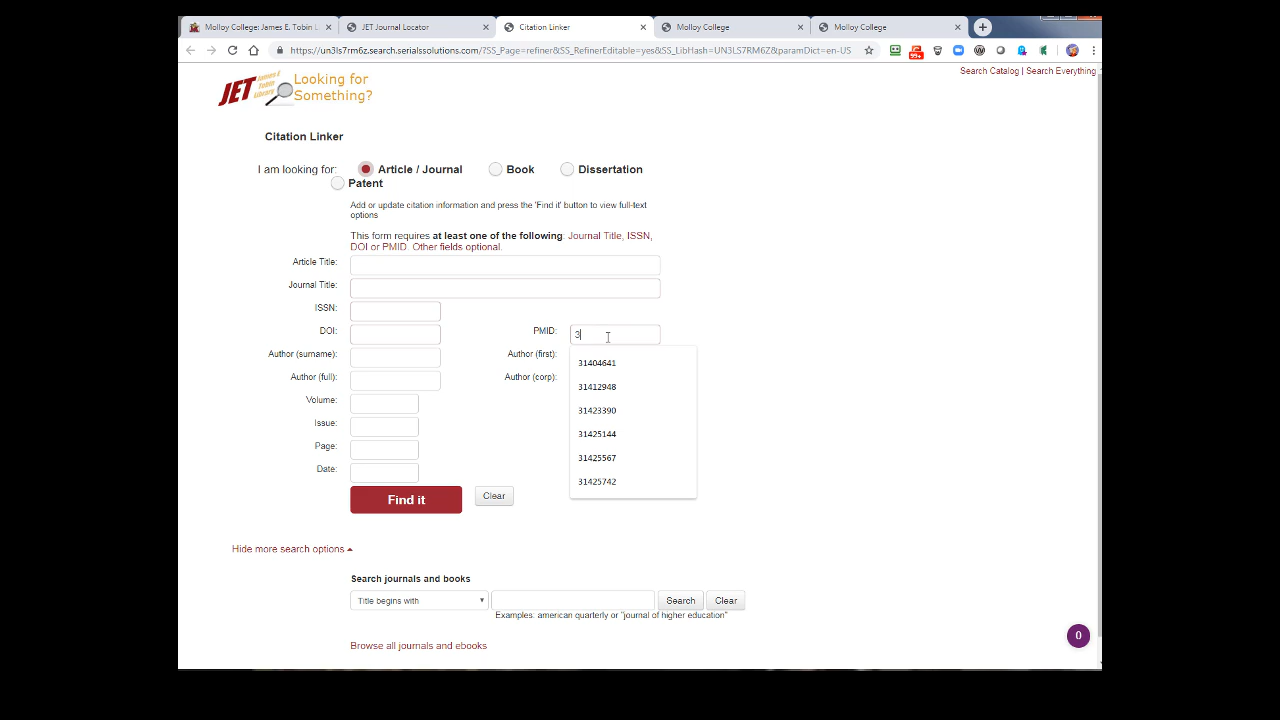 Molloy College: James E. Tobin L
JET Journal Locator
Citation Linker
Molloy College
Molloy College
https://un3ls7rm6z.search.serialssolutions.com/?SS_Page=refiner&SS_RefinerEditable=yes&SS_LibHash=UN3LS7RM6Z&paramDict=en-US
99+
Search Catalog | Search Everything
JET James E Tobin Library
Looking for
Something?
Citation Linker
I am looking for: Article / Journal Book Dissertation
Patent
Add or update citation information and press the 'Find it' button to view full-text
options
This form requires at least one of the following: Journal Title, ISSN,
DOI or PMID. Other fields optional.
Article Title:
Journal Title:
ISSN:
DOI: PMID: 3
Author (surname): Author (first):
31404641
Author (full): Author (corp):
31412948
Volume:
31423390
Issue:
31425144
Page:
31425567
Date:
31425742
Find it Clear
Hide more search options
Search journals and books
Title begins with Search Clear
Examples: american quarterly or "journal of higher education"
0
Browse all journals and ebooks